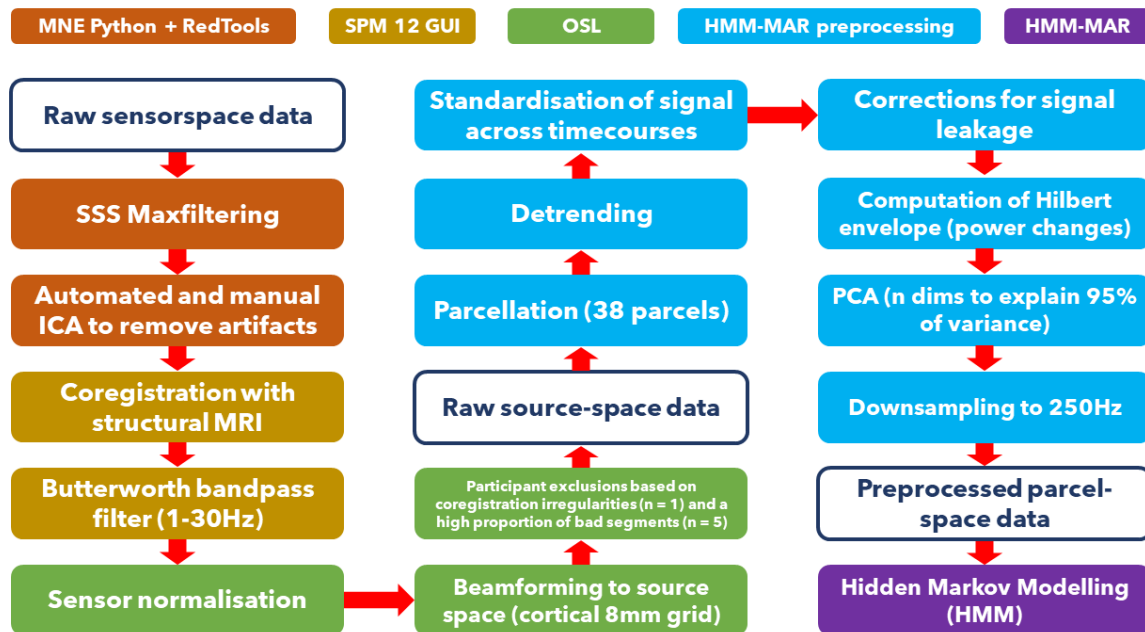 MNE Python + RedTools
SPM 12 GUI
OSL
HMM-MAR preprocessing
HMM-MAR
Raw sensorspace data
SSS Maxfiltering
Automated and manual
ICA to remove artifacts
Coregistration with
structural MRI
Butterworth bandpass
filter (1-30Hz)
Sensor normalisation
Beamforming to source
space (cortical 8mm grid)
Participant exclusions based on
coregistration irregularities (n = 1) and a
high proportion of bad segments (n = 5)
Raw source-space data
Parcellation (38 parcels)
Detrending
Standardisation of signal
across timecourses
Corrections for signal
leakage
Computation of Hilbert
envelope (power changes)
PCA (n dims to explain 95%
of variance)
Downsampling to 250Hz
Preprocessed parcel-
space data
Hidden Markov Modelling
(HMM)